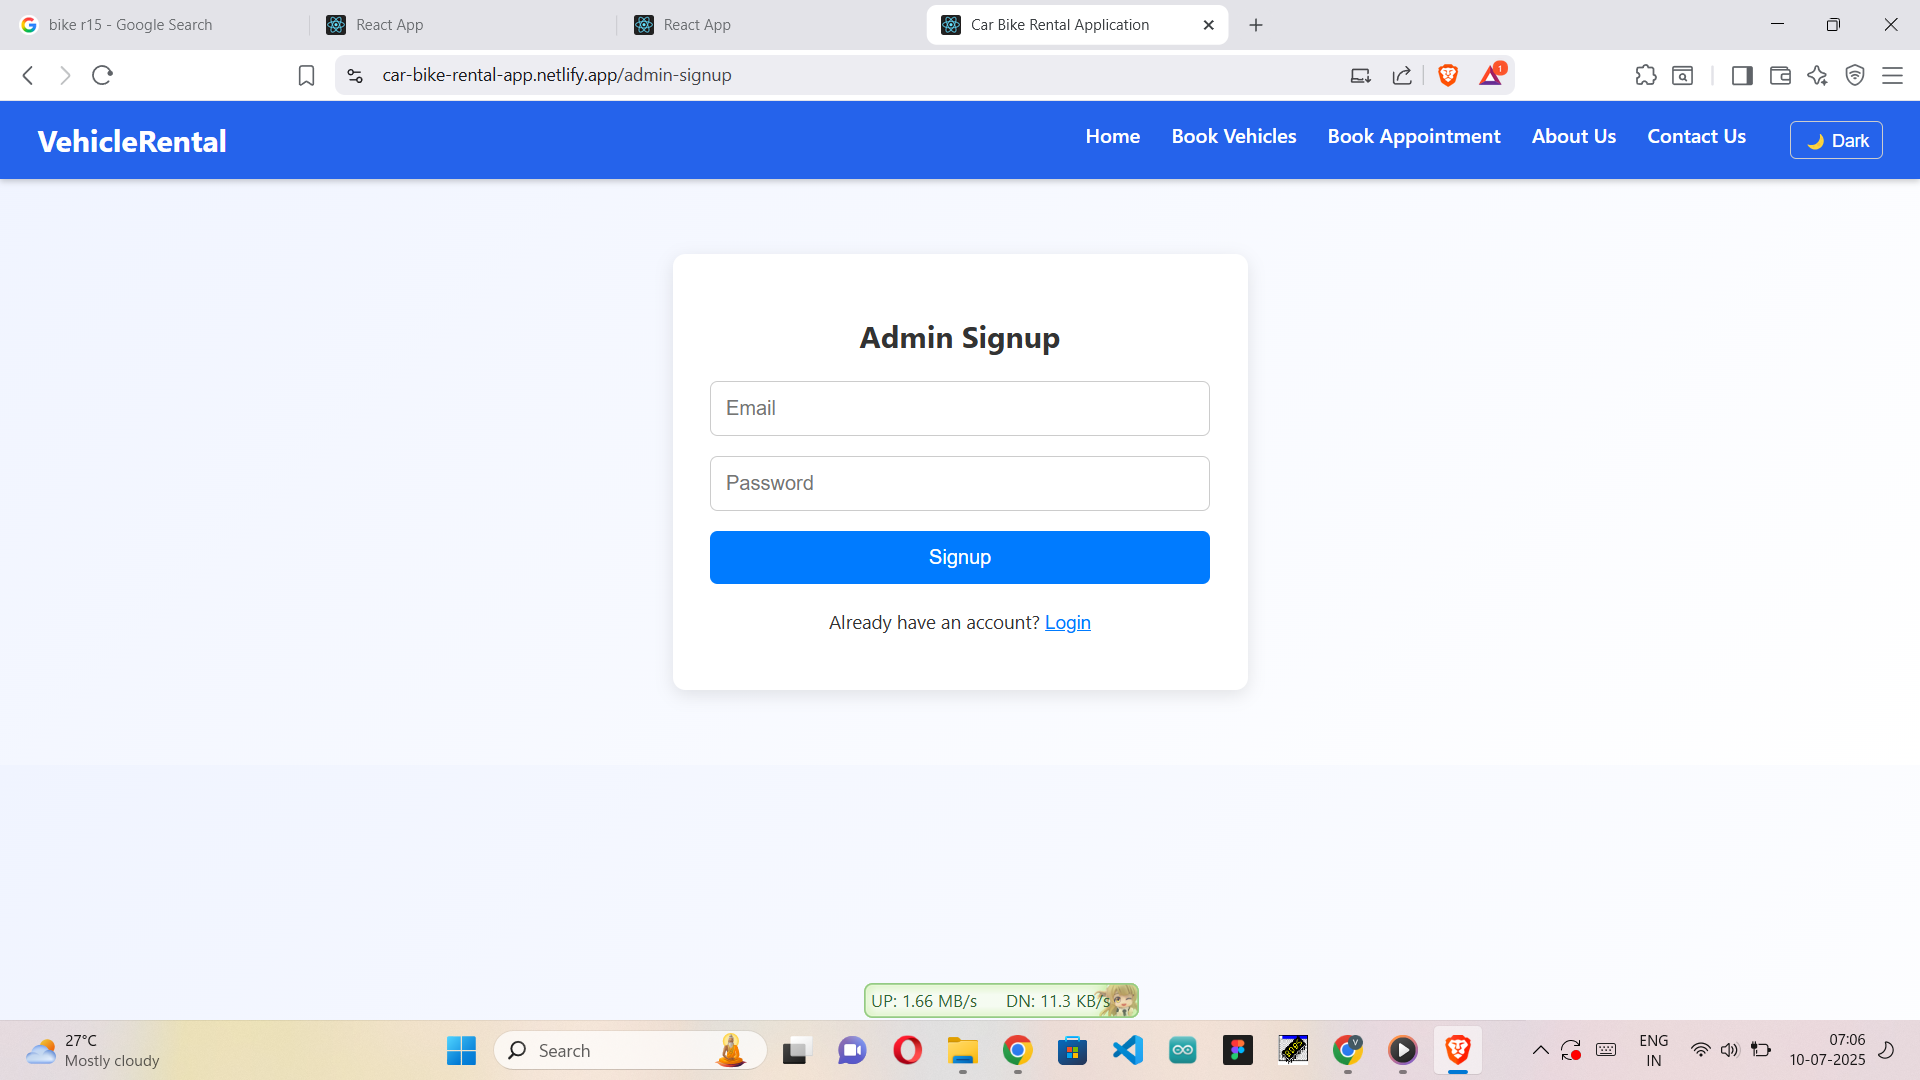 bike r15 - Google Search
React App
React App
Car Bike Rental Application
car-bike-rental-app.netlify.app/admin-signup
1
VehicleRental
Home
Book Vehicles
Book Appointment
About Us
Contact Us
🌙 Dark
Admin Signup
Email
Password
Signup
Already have an account? Login
UP: 1.66 MB/s DN: 11.3 KB/s
27°C
Mostly cloudy
Search
V
ENG
IN
07:06
10-07-2025